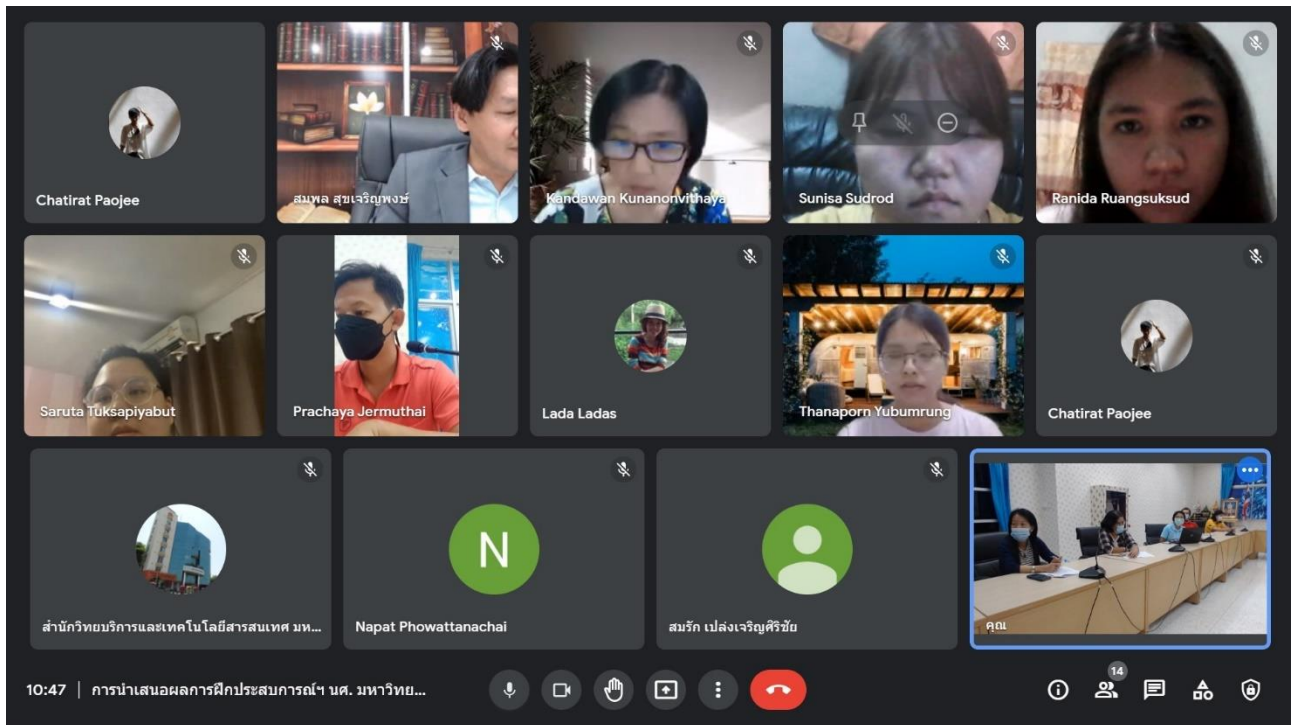 Chatirat Paojee
สมพล สุขเจริญพงษ์
Kandawan Kunanonvithaya
Sunisa Sudrod
Ranida Ruangsuksud
Saruta Tuksapiyabut
Prachaya Jermuthai
Lada Ladas
Thanaporn Yubumrung
Chatirat Paojee
สำนักวิทยบริการและเทคโนโลยีสารสนเทศ มห...
N
Napat Phowattanachai
สมรัก เปล่งเจริญศิริชัย
คุณ
10:47 | การนำเสนอผลการฝึกประสบการณ์ฯ นศ. มหาวิทย...
14